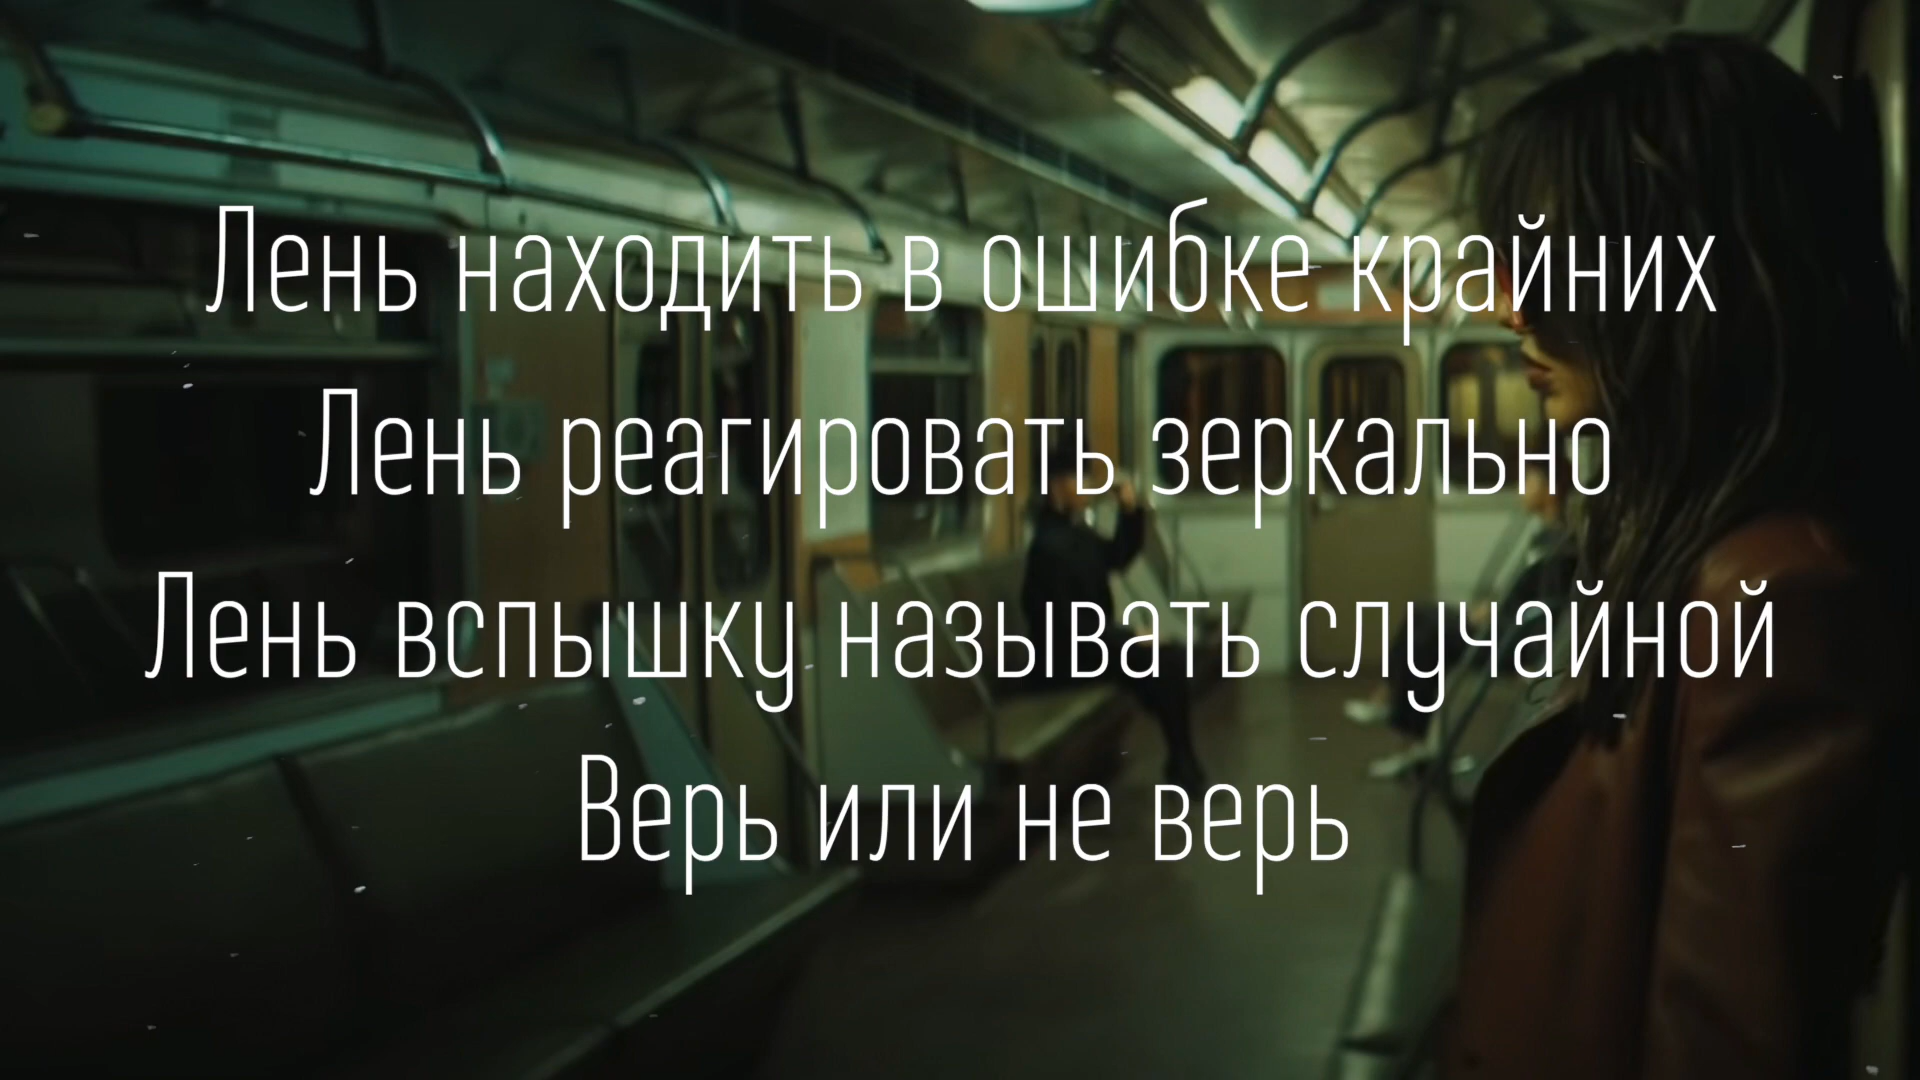 Лень находить в ошибке крайних
Лень реагировать зеркально
Лень вспышку называть случайной
Верь или не верь